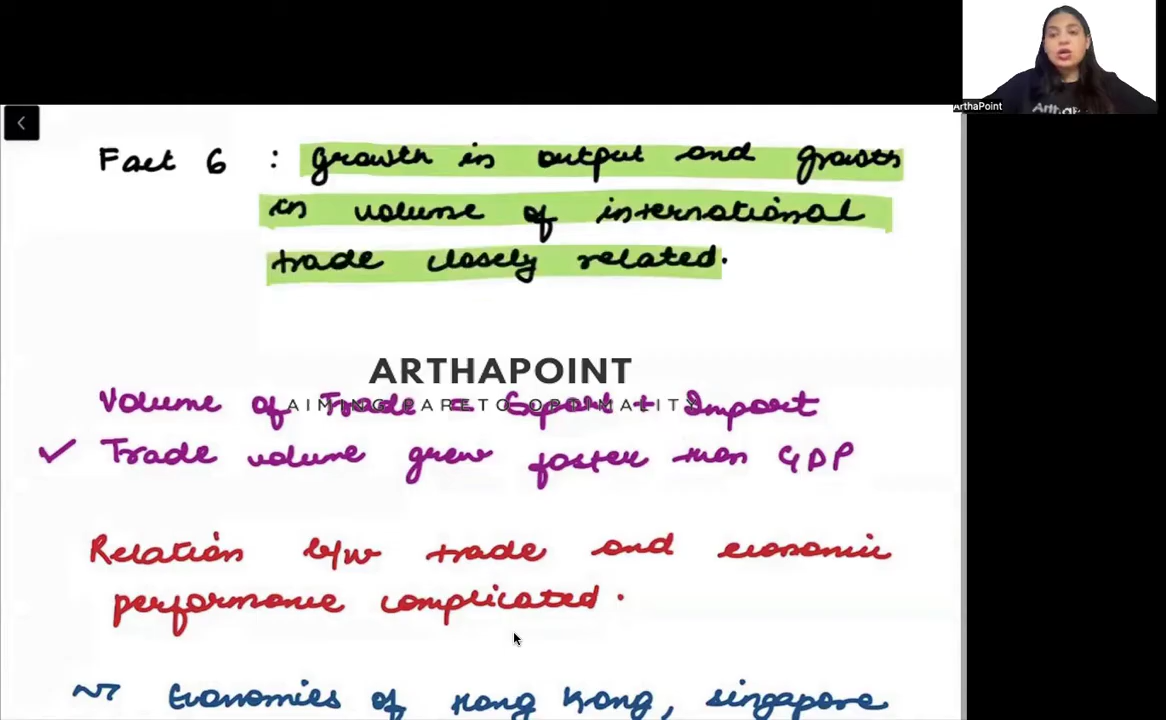 ArthaPoint
Fact 6 : growth in output and growth
in volume of international
trade closely related.
ARTHAPOINT
Volume of Trade = Export + Import
AIMING PARETO OPTIMALITY
✓ Trade volume grew faster than GDP
Relation b/w trade and economic
performance complicated.
Economies of Hong Kong, singapore